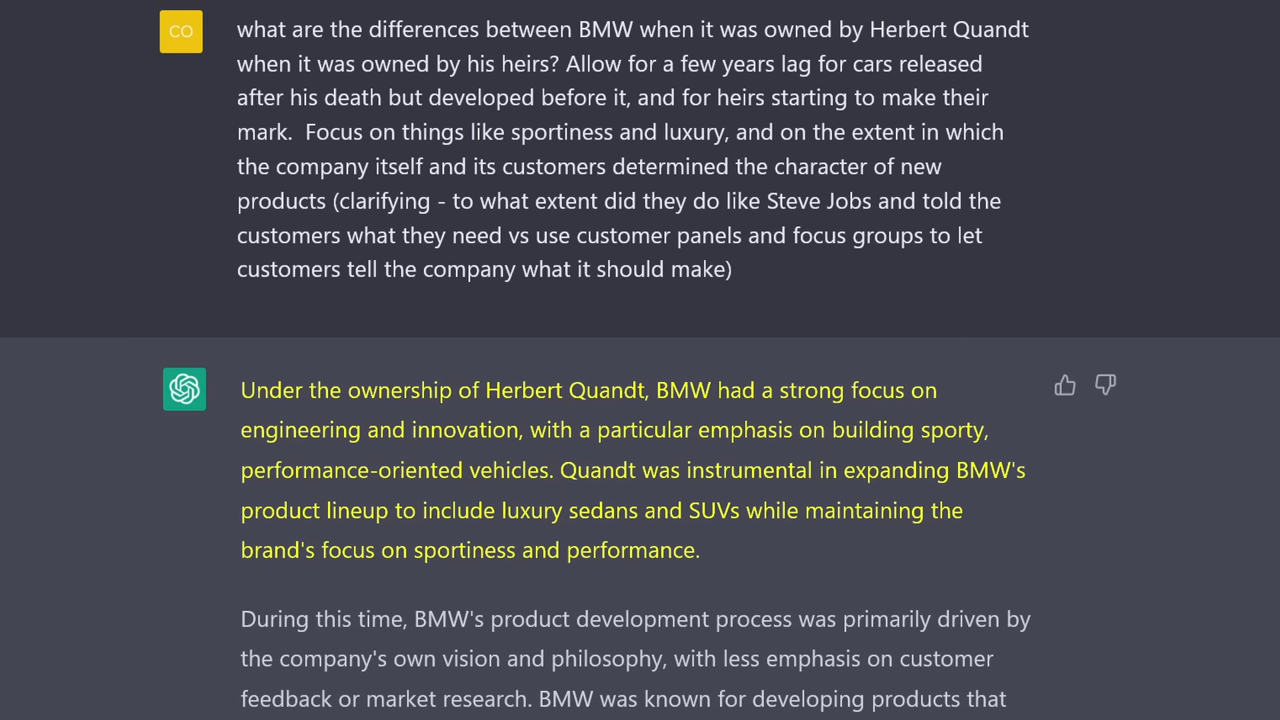 CO
what are the differences between BMW when it was owned by Herbert Quandt
when it was owned by his heirs? Allow for a few years lag for cars released
after his death but developed before it, and for heirs starting to make their
mark.  Focus on things like sportiness and luxury, and on the extent in which
the company itself and its customers determined the character of new
products (clarifying - to what extent did they do like Steve Jobs and told the
customers what they need vs use customer panels and focus groups to let
customers tell the company what it should make)
Under the ownership of Herbert Quandt, BMW had a strong focus on
engineering and innovation, with a particular emphasis on building sporty,
performance-oriented vehicles. Quandt was instrumental in expanding BMW's
product lineup to include luxury sedans and SUVs while maintaining the
brand's focus on sportiness and performance.
During this time, BMW's product development process was primarily driven by
the company's own vision and philosophy, with less emphasis on customer
feedback or market research. BMW was known for developing products that